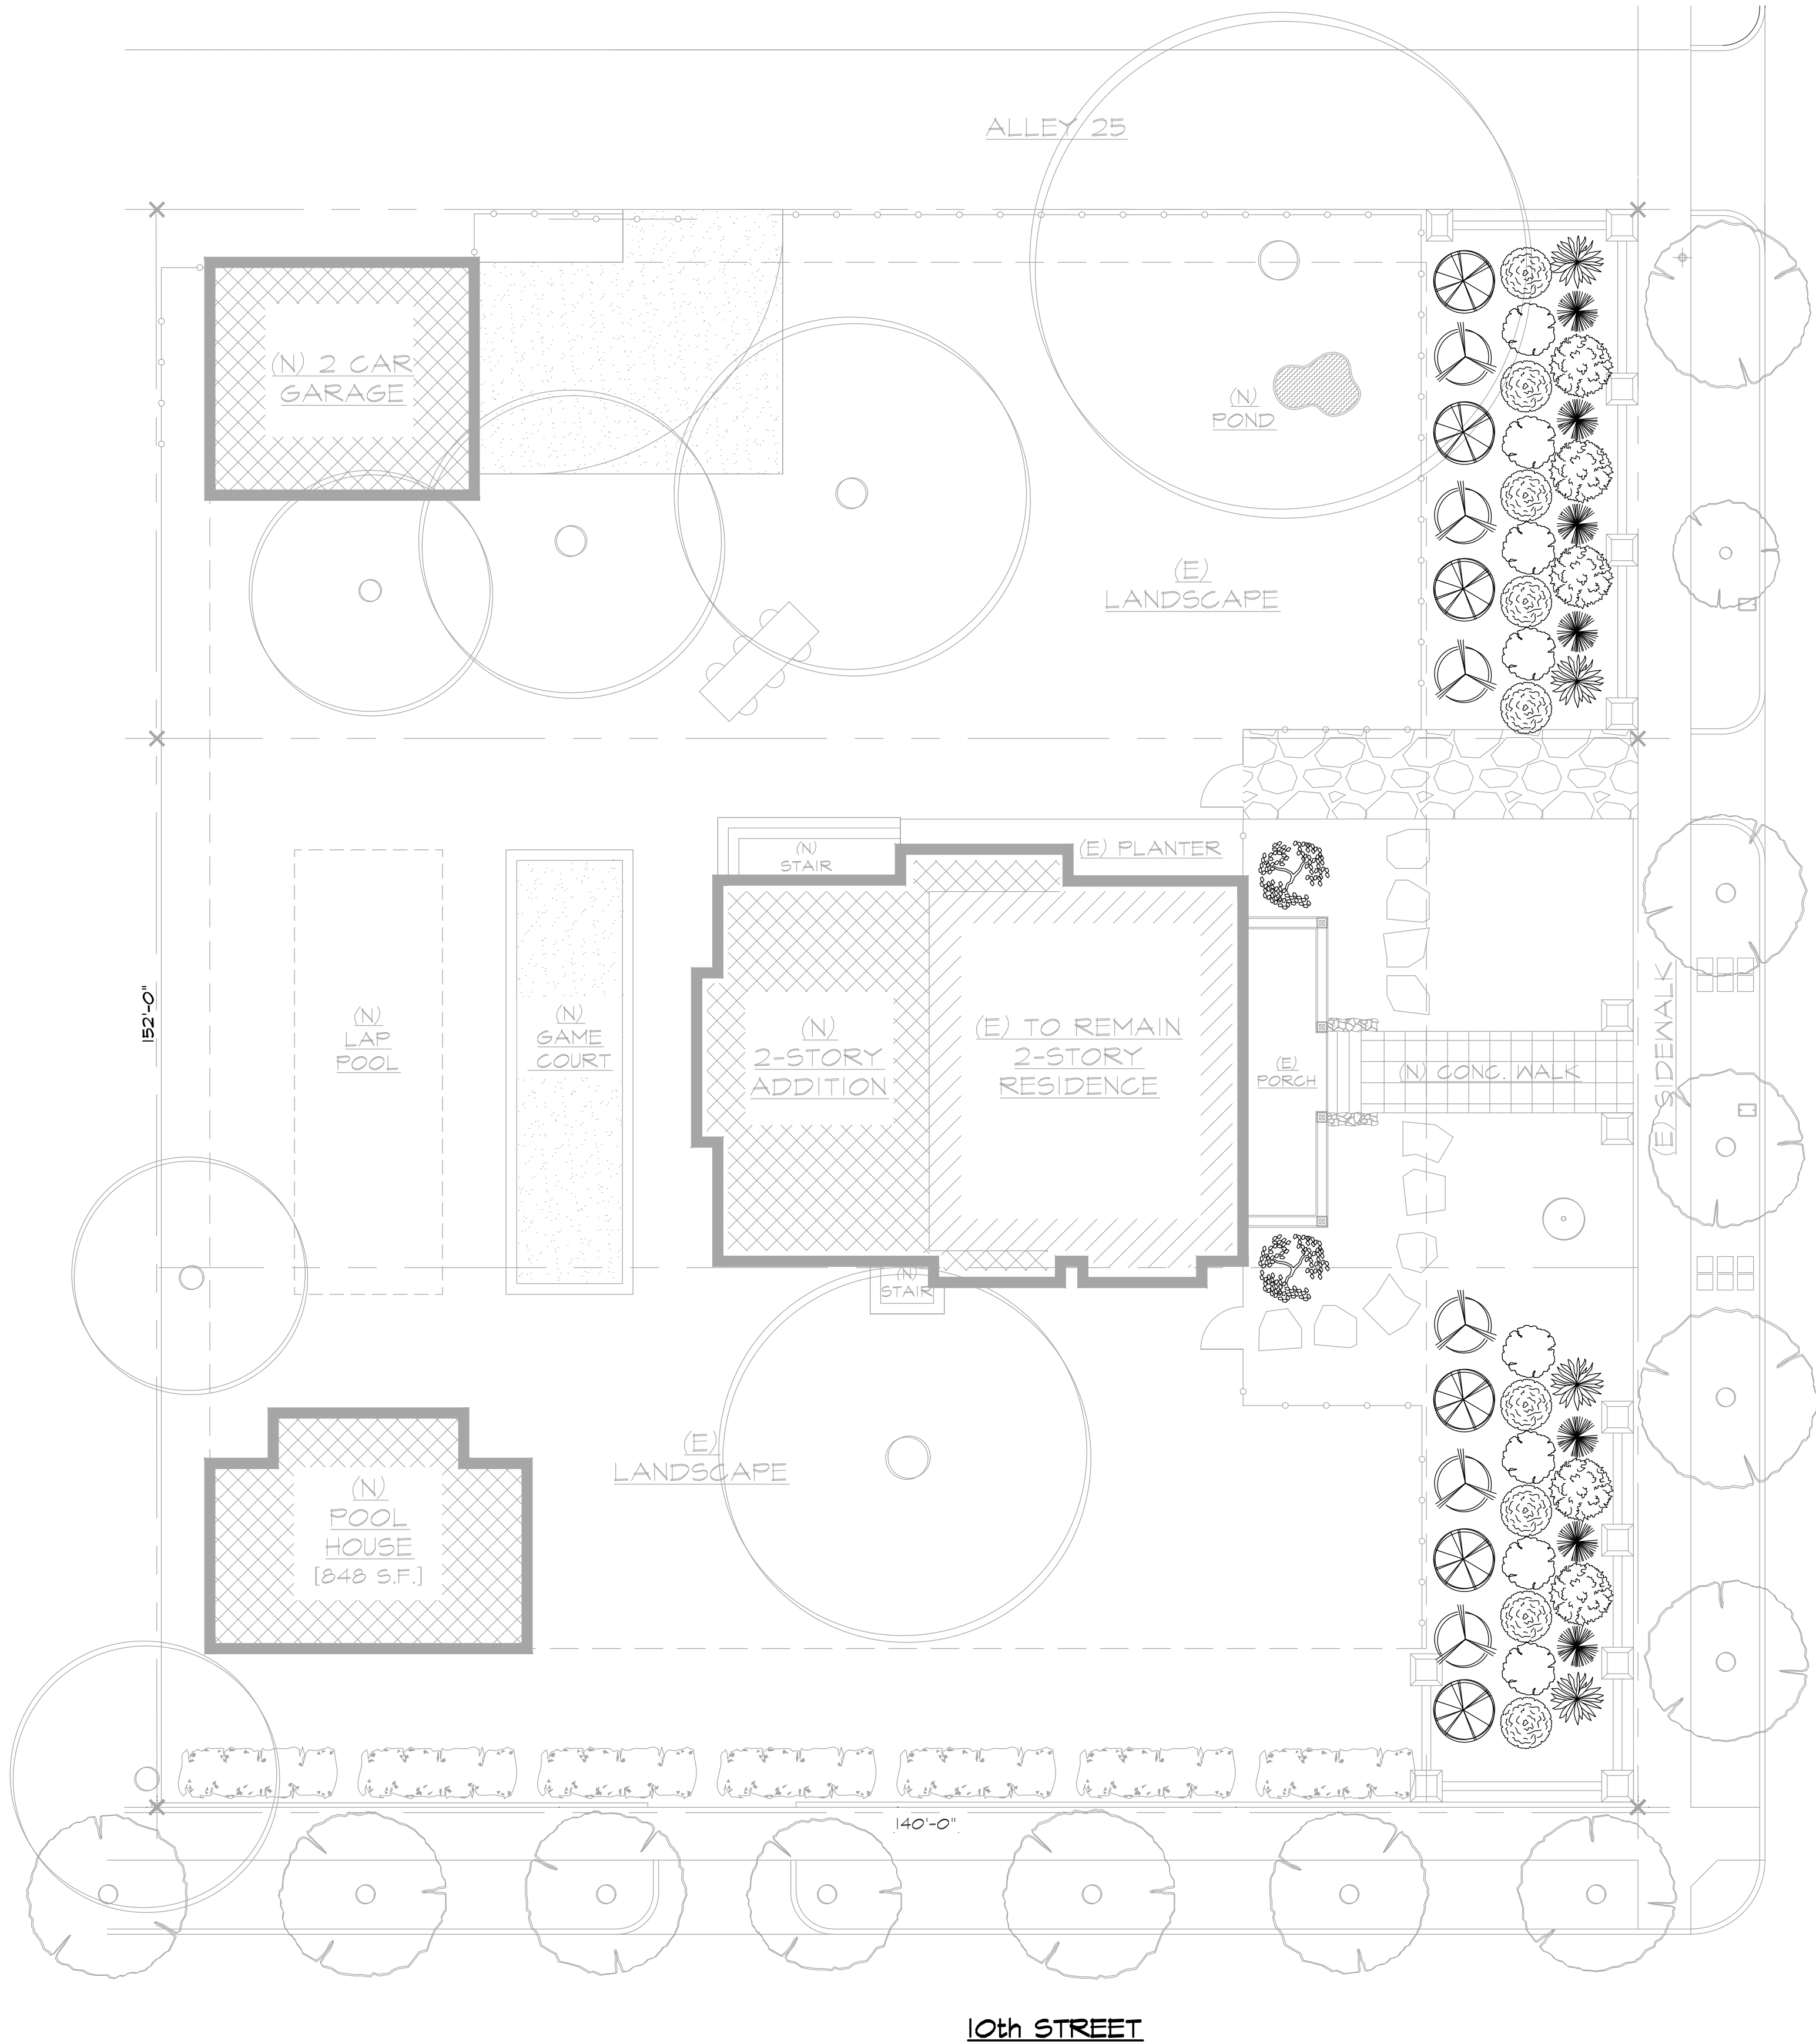 ALLEY 25
(N) 2 CAR
GARAGE
(N)
POND
(E)
LANDSCAPE
(N)
STAIR
(E) PLANTER
152'-0"
(N)
LAP
POOL
(N)
GAME
COURT
(N)
2-STORY
ADDITION
(E) TO REMAIN
2-STORY
RESIDENCE
(E)
PORCH
(N) CONC. WALK
(E) SIDEWALK
(N)
STAIR
(E)
LANDSCAPE
(N)
POOL
HOUSE
[848 S.F.]
140'-0"
10th STREET